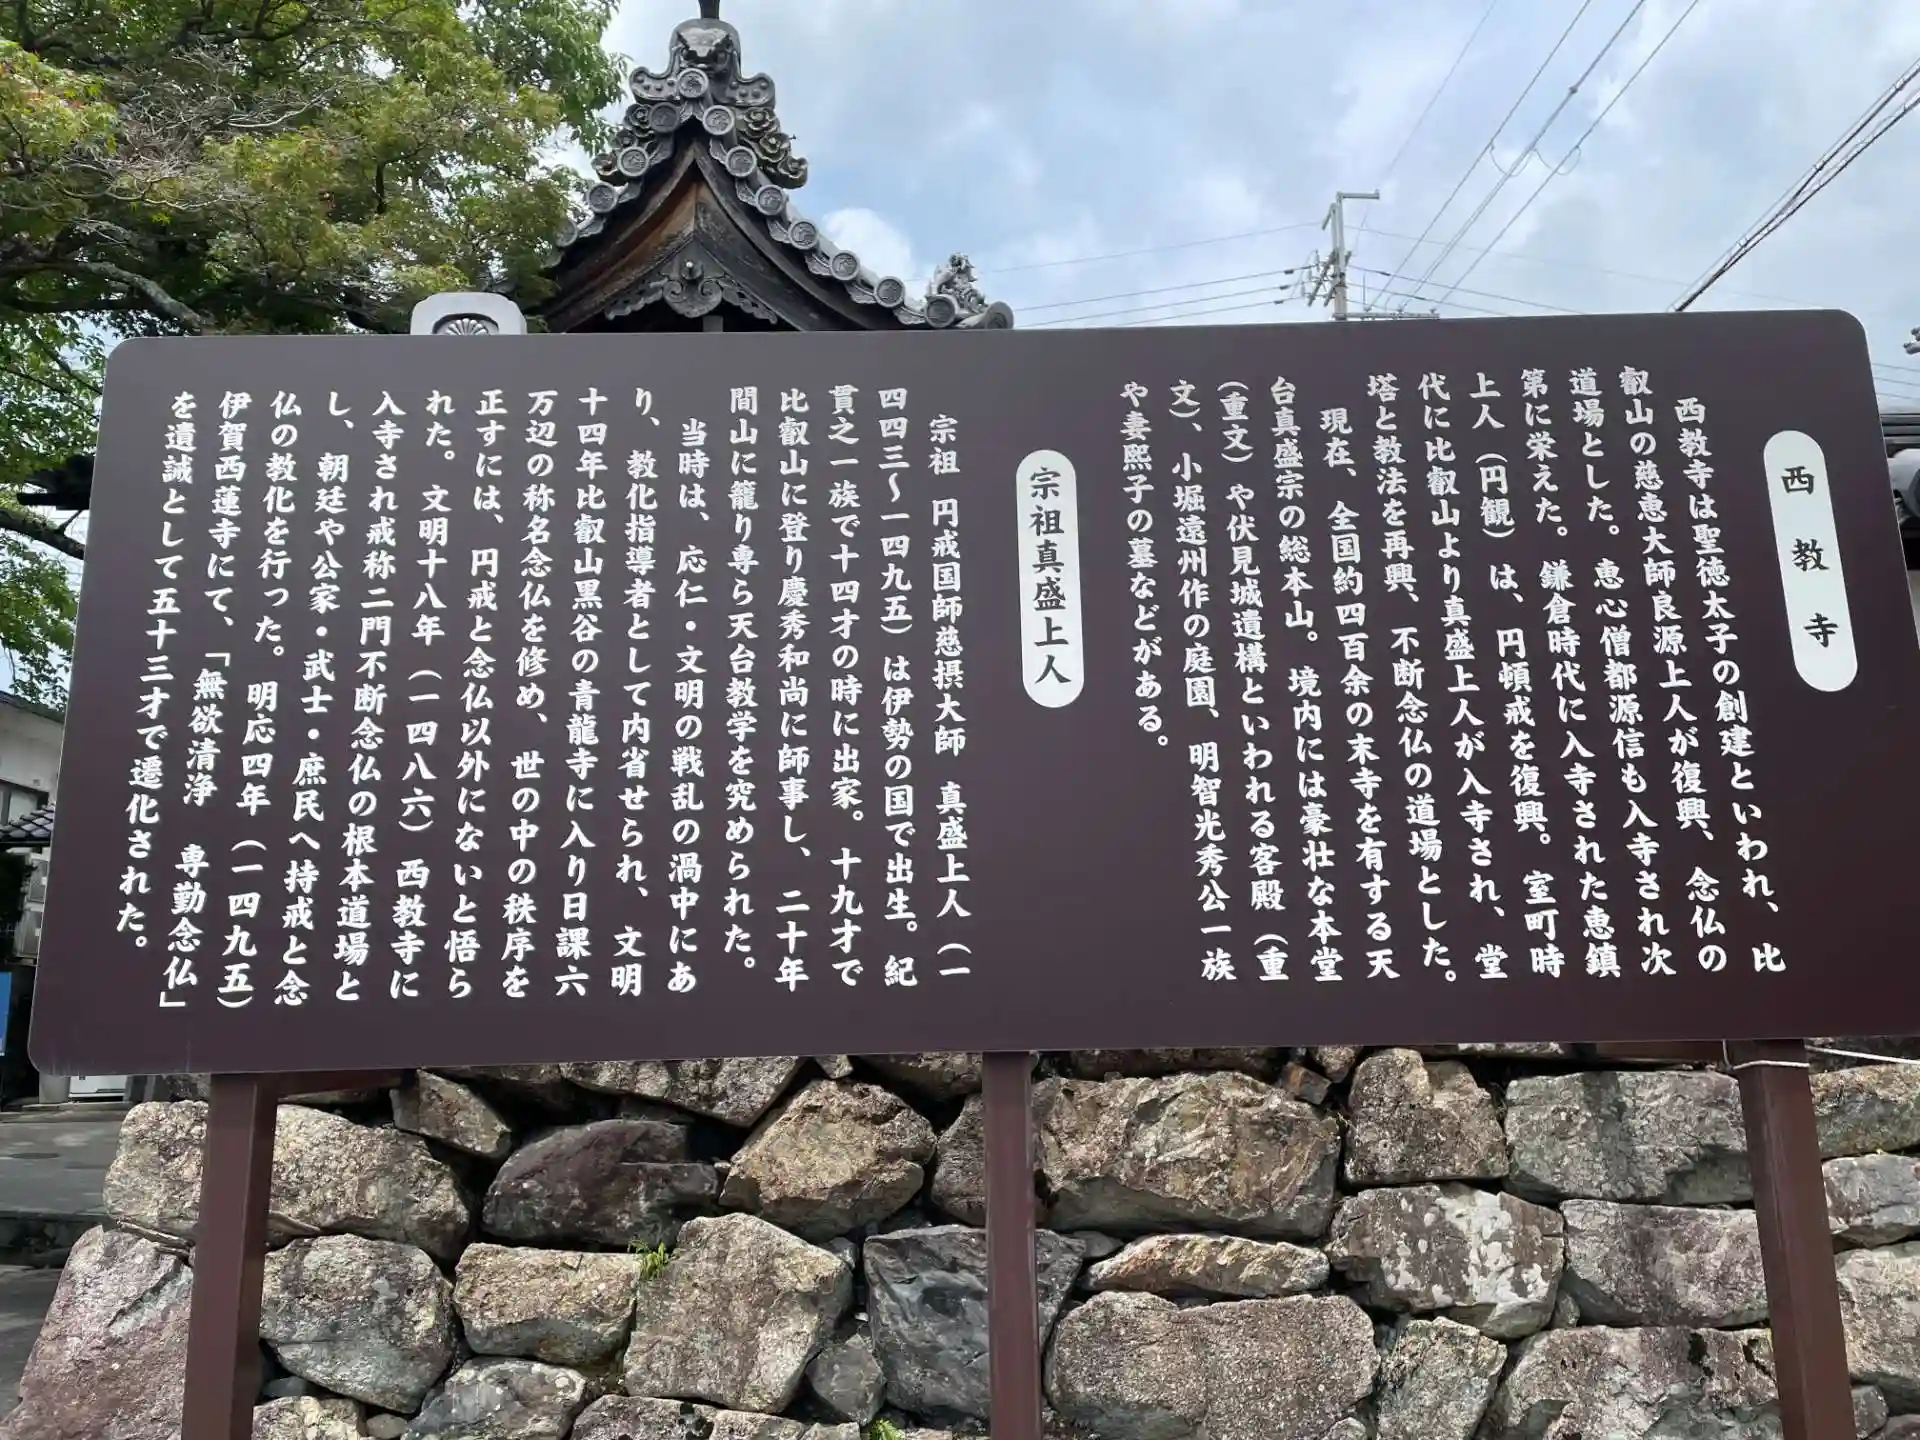 西教寺
西教寺は聖徳太子の創建といわれ、比
叡山の慈恵大師良源上人が復興、念仏の
道場とした。恵心僧都源信も入寺され次
第に栄えた。鎌倉時代に入寺された恵鎮
上人（円観）は、円頓戒を復興。室町時
代に比叡山より真盛上人が入寺され、堂
塔と教法を再興、不断念仏の道場とした。
現在、全国約四百余の末寺を有する天
台真盛宗の総本山。境内には豪壮な本堂
（重文）や伏見城遺構といわれる客殿（重
文）、小堀遠州作の庭園、明智光秀公一族
や妻熙子の墓などがある。
宗祖真盛上人
宗祖 円戒国師慈摂大師 真盛上人（一
四四三〜一四九五）は伊勢の国で出生。紀
貫之一族で十四才の時に出家。十九才で
比叡山に登り慶秀和尚に師事し、二十年
間山に籠り専ら天台教学を究められた。
当時は、応仁・文明の戦乱の渦中にあ
り、教化指導者として内省せられ、文明
十四年比叡山黒谷の青龍寺に入り日課六
万辺の称名念仏を修め、世の中の秩序を
正すには、円戒と念仏以外にないと悟ら
れた。文明十八年（一四八六）西教寺に
入寺され戒称二門不断念仏の根本道場と
し、朝廷や公家・武士・庶民へ持戒と念
仏の教化を行った。明応四年（一四九五）
伊賀西蓮寺にて、「無欲清浄 専勤念仏」
を遺誡として五十三才で遷化された。